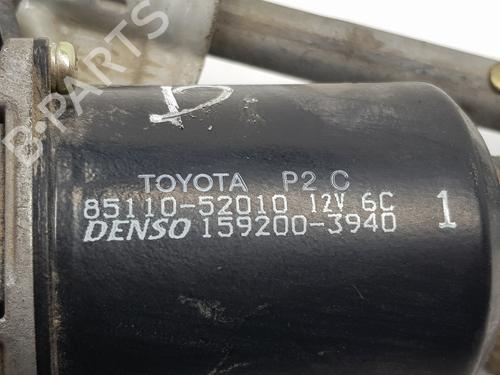 B-PARTS
TOYOTA P2 C
85110-52010 12V 6C
DENSO 159200-3940 1